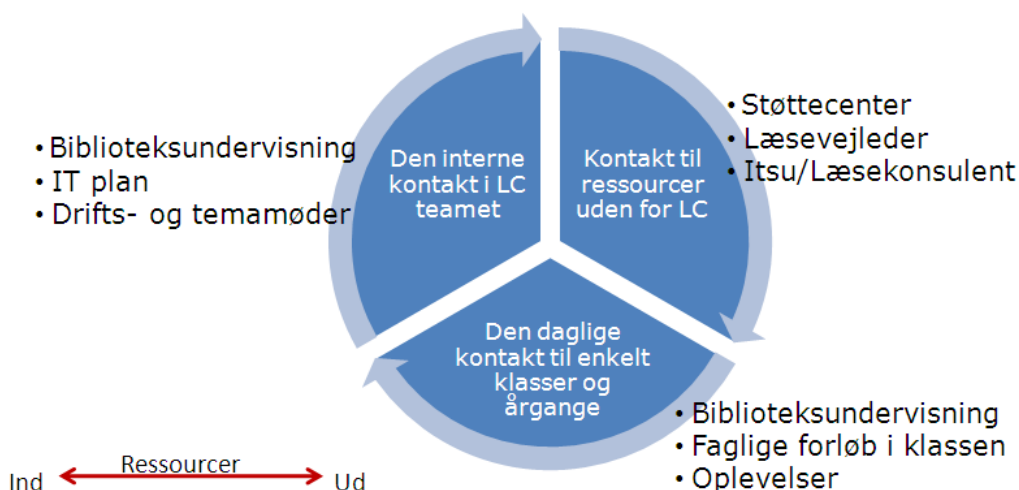 • Biblioteksundervisning
• IT plan
• Drifts- og temamøder
Den interne
kontakt i LC
teamet
Kontakt til
ressourcer
uden for LC
• Støttecenter
• Læsevejleder
• Itsu/Læsekonsulent
Den daglige
kontakt til enkelt
klasser og
årgange
• Biblioteksundervisning
• Faglige forløb i klassen
• Oplevelser
Ressourcer
Ind
Ud